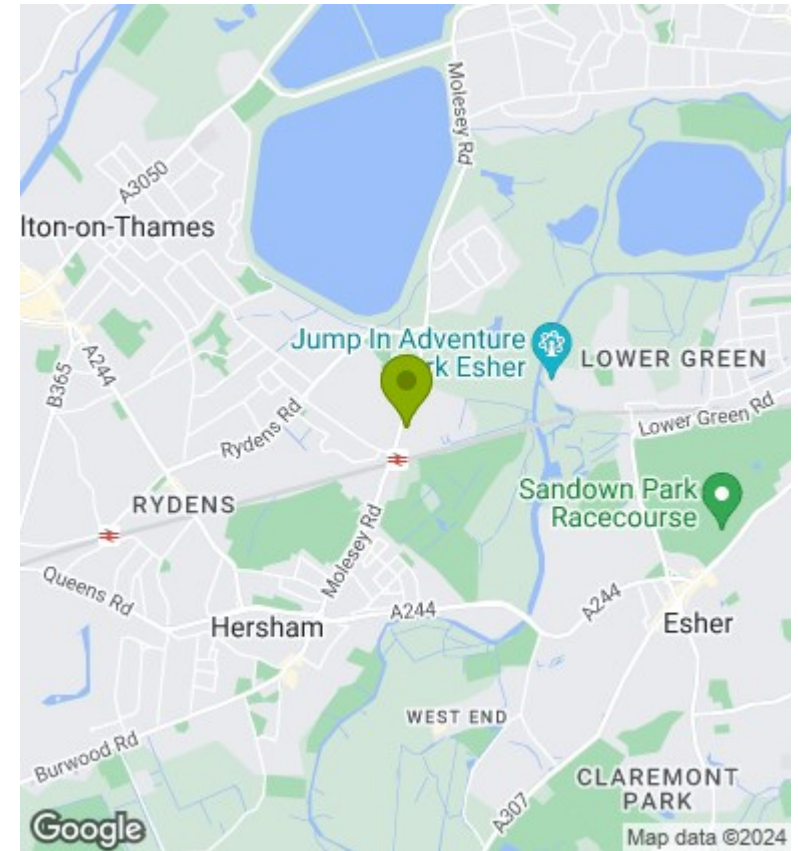 Molesey Rd
A3050
lton-on-Thames
Jump In Adventure
rk Esher
LOWER GREEN
A244
B365
Rydens Rd
Lower Green Rd
Sandown Park
Racecourse
RYDENS
Molesey Rd
Queens Rd
A244
A244
Hersham
Esher
WEST END
Burwood Rd
CLAREMONT
PARK
A307
Google
Map data ©2024